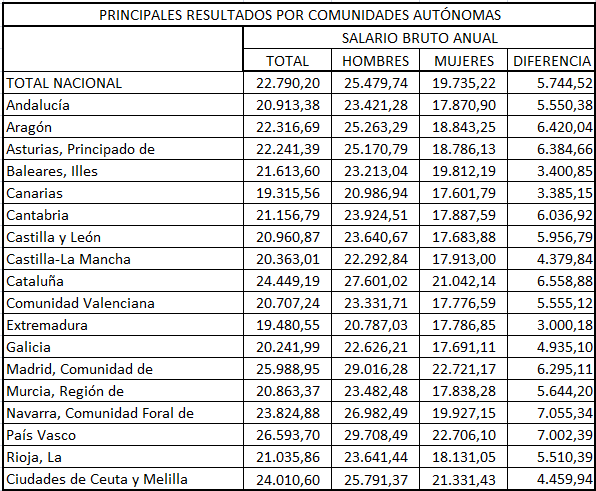 PRINCIPALES RESULTADOS POR COMUNIDADES AUTÓNOMAS
SALARIO BRUTO ANUAL
TOTAL HOMBRES MUJERES DIFERENCIA
TOTAL NACIONAL 22.790,20 25.479,74 19.735,22 5.744,52
Andalucía 20.913,38 23.421,28 17.870,90 5.550,38
Aragón 22.316,69 25.263,29 18.843,25 6.420,04
Asturias, Principado de 22.241,39 25.170,79 18.786,13 6.384,66
Baleares, Illes 21.613,60 23.213,04 19.812,19 3.400,85
Canarias 19.315,56 20.986,94 17.601,79 3.385,15
Cantabria 21.156,79 23.924,51 17.887,59 6.036,92
Castilla y León 20.960,87 23.640,67 17.683,88 5.956,79
Castilla-La Mancha 20.363,01 22.292,84 17.913,00 4.379,84
Cataluña 24.449,19 27.601,02 21.042,14 6.558,88
Comunidad Valenciana 20.707,24 23.331,71 17.776,59 5.555,12
Extremadura 19.480,55 20.787,03 17.786,85 3.000,18
Galicia 20.241,99 22.626,21 17.691,11 4.935,10
Madrid, Comunidad de 25.988,95 29.016,28 22.721,17 6.295,11
Murcia, Región de 20.863,37 23.482,48 17.838,28 5.644,20
Navarra, Comunidad Foral de 23.824,88 26.982,49 19.927,15 7.055,34
País Vasco 26.593,70 29.708,49 22.706,10 7.002,39
Rioja, La 21.035,86 23.641,44 18.131,05 5.510,39
Ciudades de Ceuta y Melilla 24.010,60 25.791,37 21.331,43 4.459,94